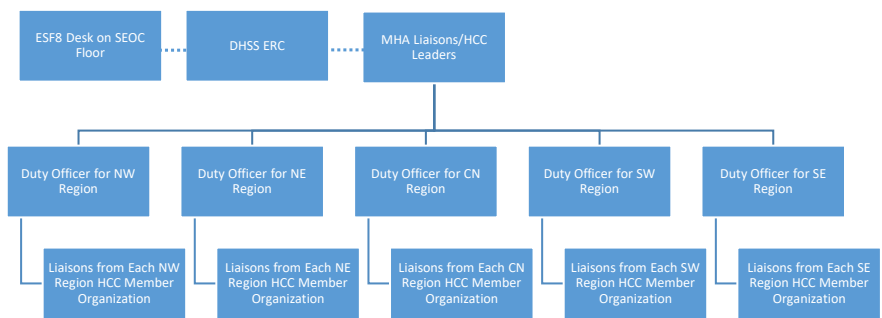 ESF8 Desk on SEOC
Floor
DHSS ERC
MHA Liaisons/HCC
Leaders
Duty Officer for NW
Region
Duty Officer for NE
Region
Duty Officer for CN
Region
Duty Officer for SW
Region
Duty Officer for SE
Region
Liaisons from Each NW
Region HCC Member
Organization
Liaisons from Each NE
Region HCC Member
Organization
Liaisons from Each CN
Region HCC Member
Organization
Liaisons from Each SW
Region HCC Member
Organization
Liaisons from Each SE
Region HCC Member
Organization